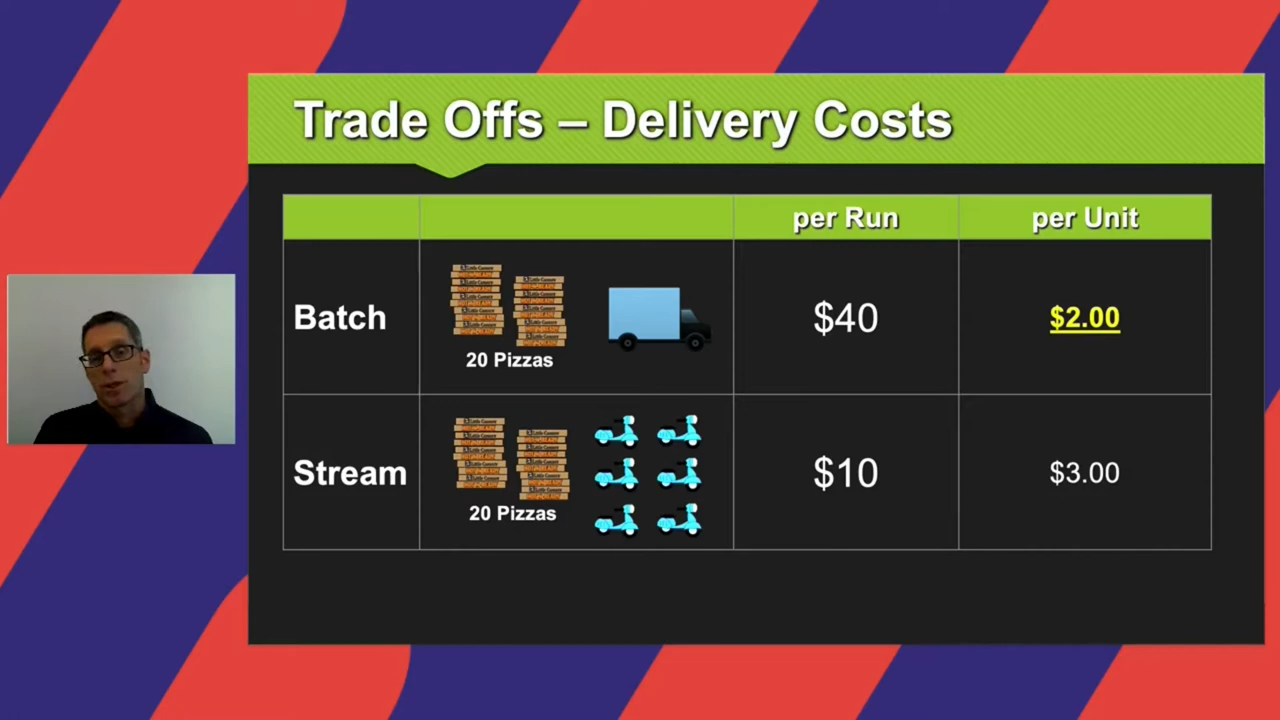 Trade Offs – Delivery Costs
per Run
per Unit
Batch
20 Pizzas
$40
$2.00
Stream
20 Pizzas
$10
$3.00